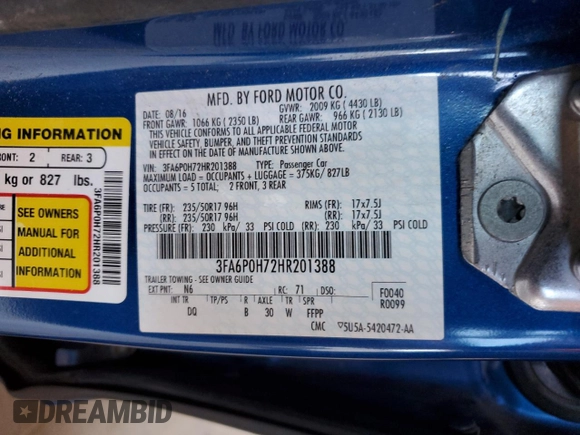 MFG. BY FORD MOTOR CO.
DATE: 08/16 GVWR: 2009 KG ( 4430 LB)
FRONT GAWR: 1066 KG ( 2350 LB) REAR GAWR: 966 KG ( 2130 LB)
THIS VEHICLE CONFORMS TO ALL APPLICABLE FEDERAL MOTOR
VEHICLE SAFETY, BUMPER, AND THEFT PREVENTION STANDARDS
IN EFFECT ON THE DATE OF MANUFACTURE SHOWN ABOVE.
VIN: 3FA6P0H72HR201388 TYPE: Passenger Car
MAXIMUM LOAD = OCCUPANTS + LUGGAGE = 375KG/ 827LB
OCCUPANTS = 5 TOTAL: 2 FRONT, 3 REAR
TIRE (FR): 235/50R17 96H RIMS (FR): 17x7.5J
TIRE (RR): 235/50R17 96H RIMS (RR): 17x7.5J
PRESSURE (FR): 230 kPa/ 33 PSI COLD (RR): 230 kPa/ 33 PSI COLD
3FA6P0H72HR201388
TRAILER TOWING - SEE OWNER GUIDE
EXT PNT: N6 RC: 71 DSO: F0040
R0099
INT TR TP/PS R AXLE TR SPR
DQ B 30 W FFPP
CMC 5U5A-5420472-AA
NG INFORMATION
RONT: 2 REAR: 3
kg or 827 lbs.
SEE OWNERS
MANUAL FOR
ADDITIONAL
INFORMATION
3FA6P0H72HR201388
DREAMBID